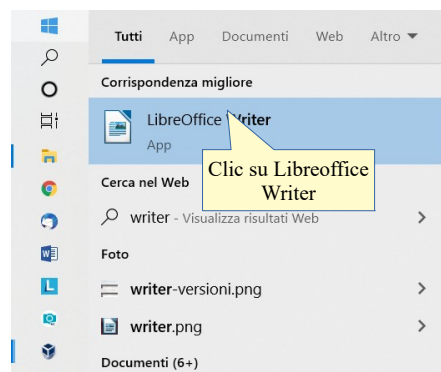 Tutti App Documenti Web Altro
Corrispondenza migliore
LibreOffice Writer
App
Clic su Libreoffice
Writer
Cerca nel Web
writer - Visualizza risultati Web
Foto
writer-versioni.png
writer.png
Documenti (6+)